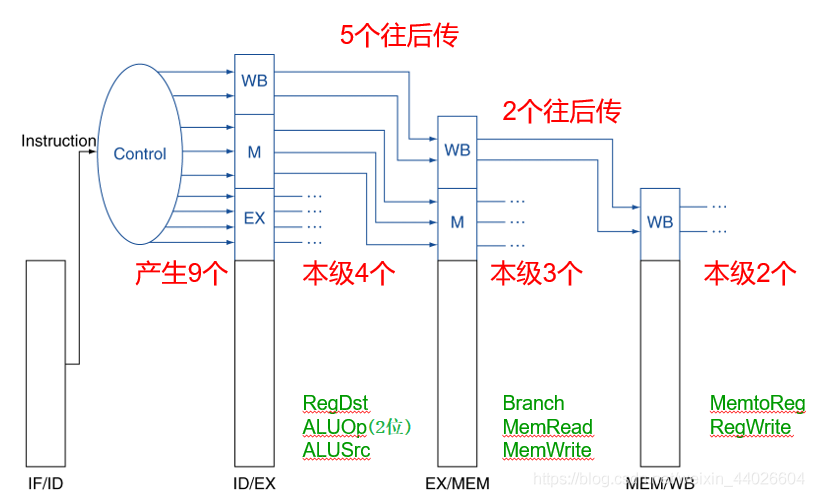 5个往后传
2个往后传
Instruction
Control
WB
M
EX
...
...
...
...
WB
M
...
...
...
WB
...
...
产生9个
本级4个
本级3个
本级2个
RegDst
ALUOp(2位)
ALUSrc
Branch
MemRead
MemWrite
MemtoReg
RegWrite
IF/ID
ID/EX
EX/MEM
MEM/WB